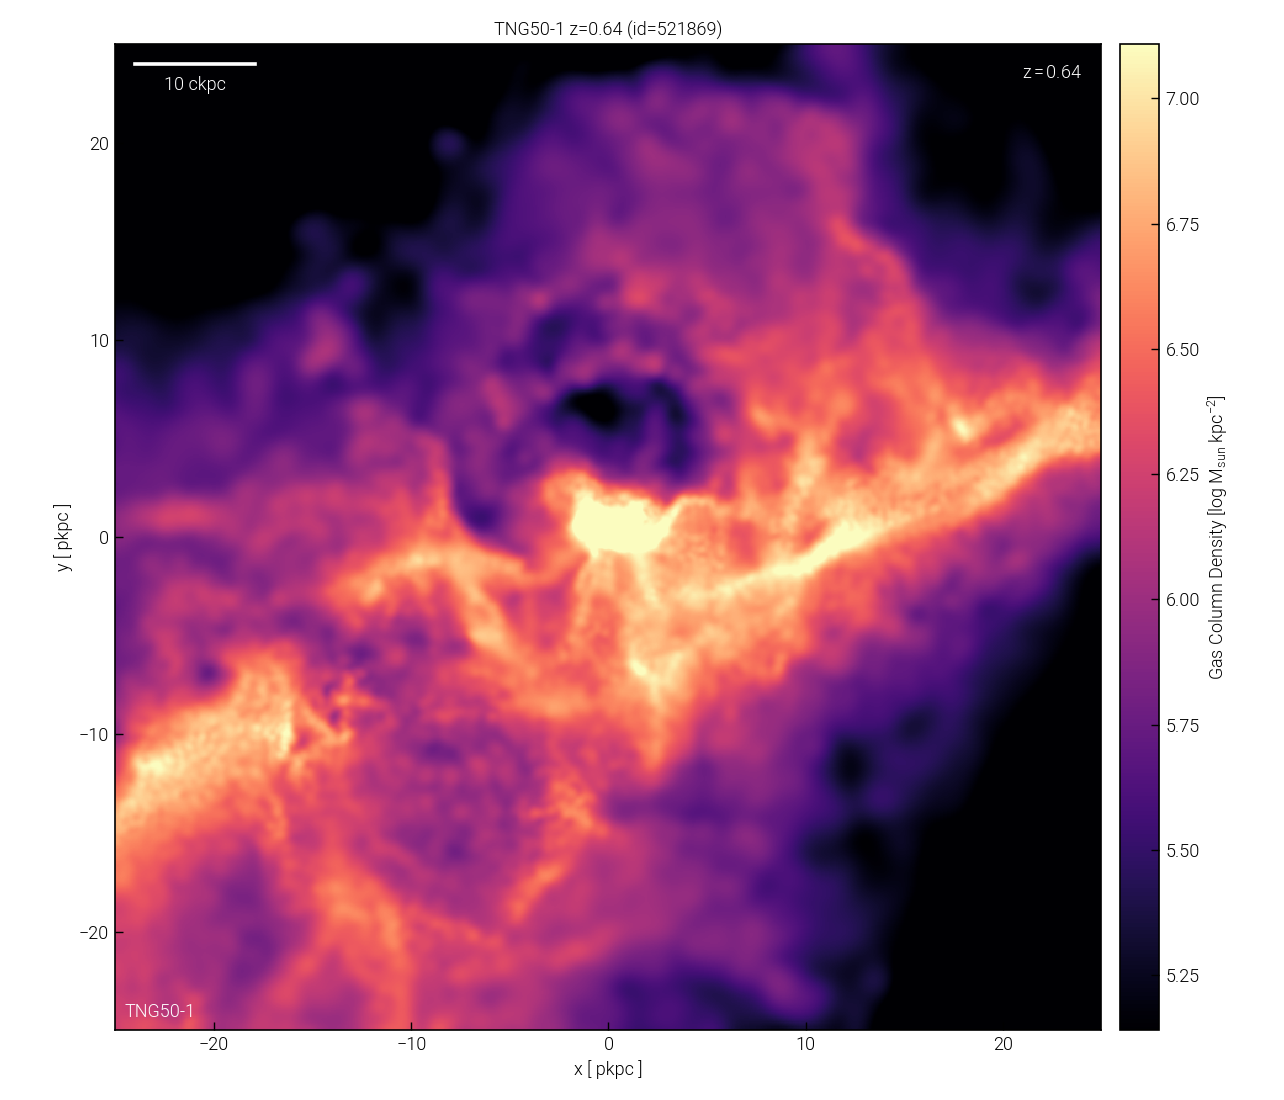 TNG50-1 z=0.64 (id=521869)
10 ckpc
z=0.64
TNG50-1
y [ pkpc ]
20
10
0
−10
−20
−20
−10
0
10
20
x [ pkpc ]
7.00
6.75
6.50
6.25
6.00
5.75
5.50
5.25
Gas Column Density [log M_sun kpc^−2]